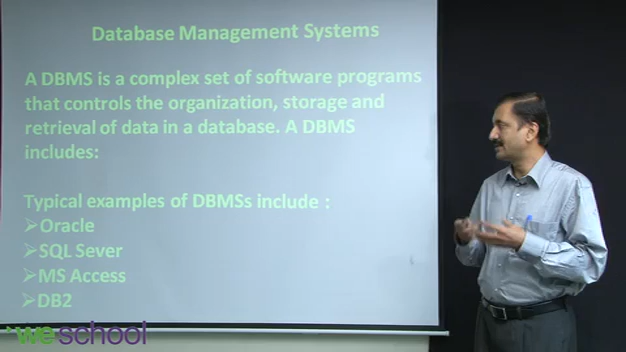 Database Management Systems
A DBMS is a complex set of software programs
that controls the organization, storage and
retrieval of data in a database. A DBMS
includes:
Typical examples of DBMSs include :
➢Oracle
➢SQL Sever
➢MS Access
➢DB2
weschool